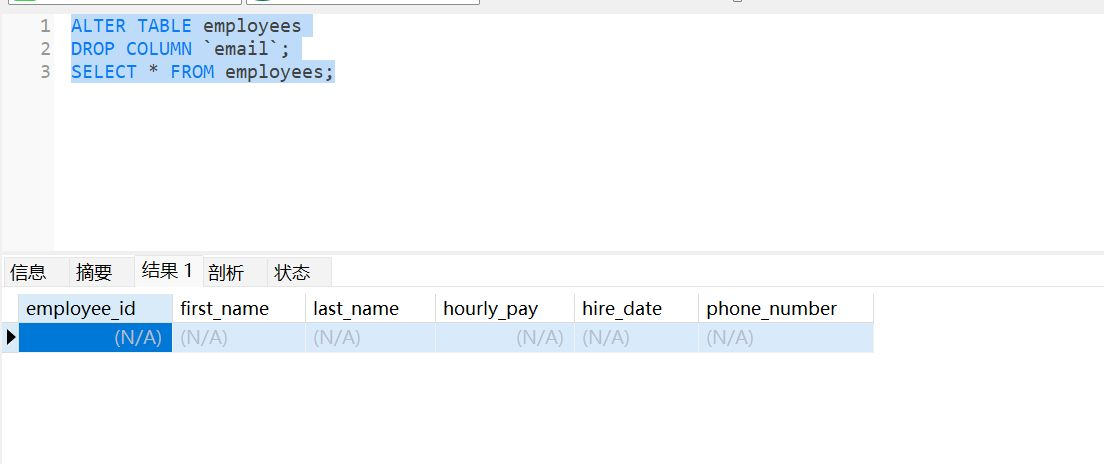 1 ALTER TABLE employees
2 DROP COLUMN `email`;
3 SELECT * FROM employees;
信息 摘要 结果 1 剖析 状态
employee_id first_name last_name hourly_pay hire_date phone_number
(N/A) (N/A) (N/A) (N/A) (N/A) (N/A)